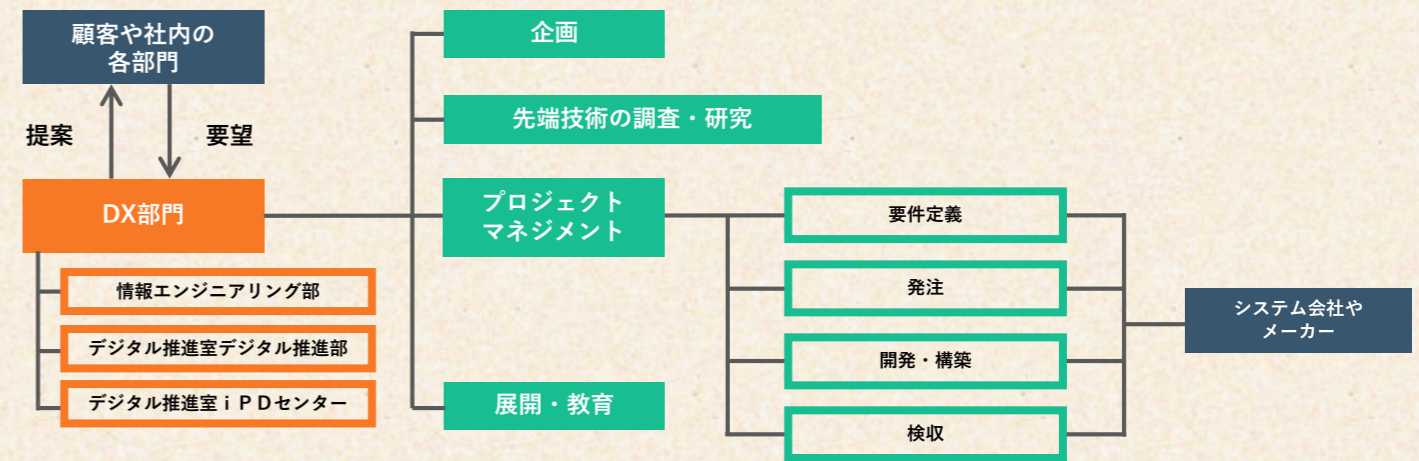 顧客や社内の
各部門
提案
要望
DX部門
情報エンジニアリング部
デジタル推進室デジタル推進部
デジタル推進室ｉＰＤセンター
企画
先端技術の調査・研究
プロジェクト
マネジメント
展開・教育
要件定義
発注
開発・構築
検収
システム会社や
メーカー